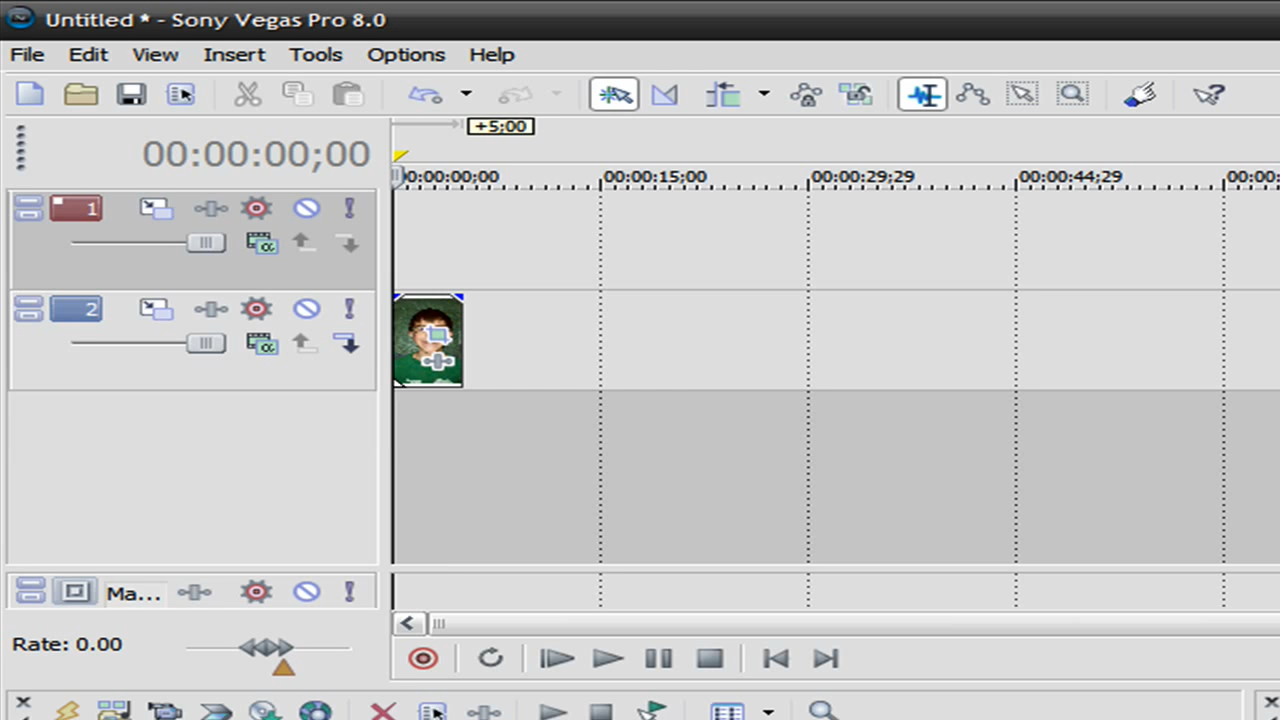 Untitled * - Sony Vegas Pro 8.0
File Edit View Insert Tools Options Help
+5;00
00:00:00;00
00:00:00;00 00:00:15;00 00:00:29;29 00:00:44;29 00:00:
1
2
Ma...
Rate: 0.00